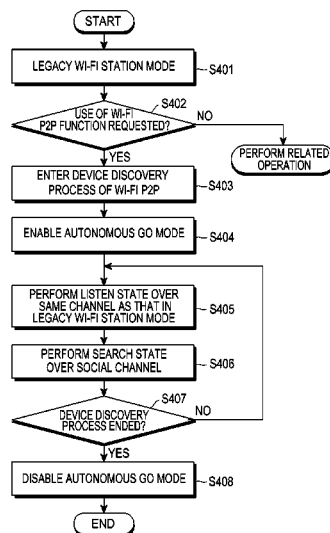 START
LEGACY WI-FI STATION MODE
S401
USE OF WI-FI
P2P FUNCTION REQUESTED?
S402
NO
PERFORM RELATED
OPERATION
YES
ENTER DEVICE DISCOVERY
PROCESS OF WI-FI P2P
S403
ENABLE AUTONOMOUS GO MODE
S404
PERFORM LISTEN STATE OVER
SAME CHANNEL AS THAT IN
LEGACY WI-FI STATION MODE
S405
PERFORM SEARCH STATE
OVER SOCIAL CHANNEL
S406
DEVICE DISCOVERY
PROCESS ENDED?
S407
NO
YES
DISABLE AUTONOMOUS GO MODE
S408
END